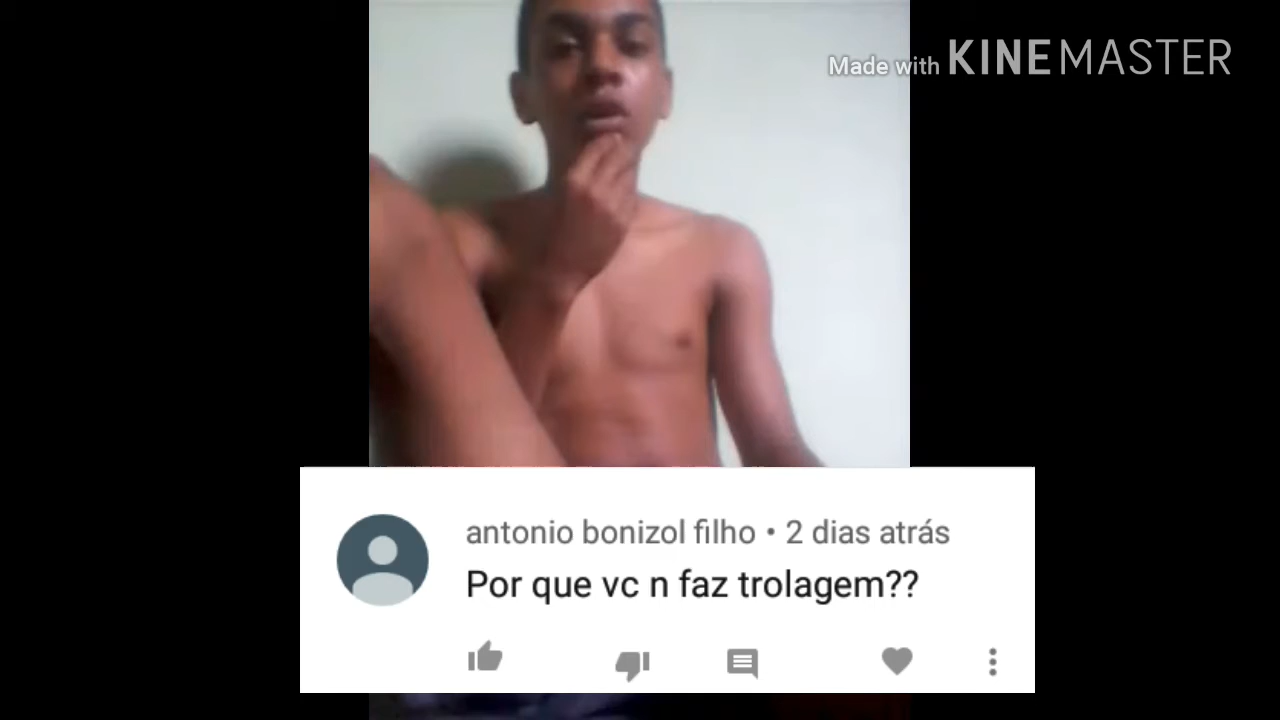 Made with KINEMASTER
antonio bonizol filho • 2 dias atrás
Por que vc n faz trolagem??